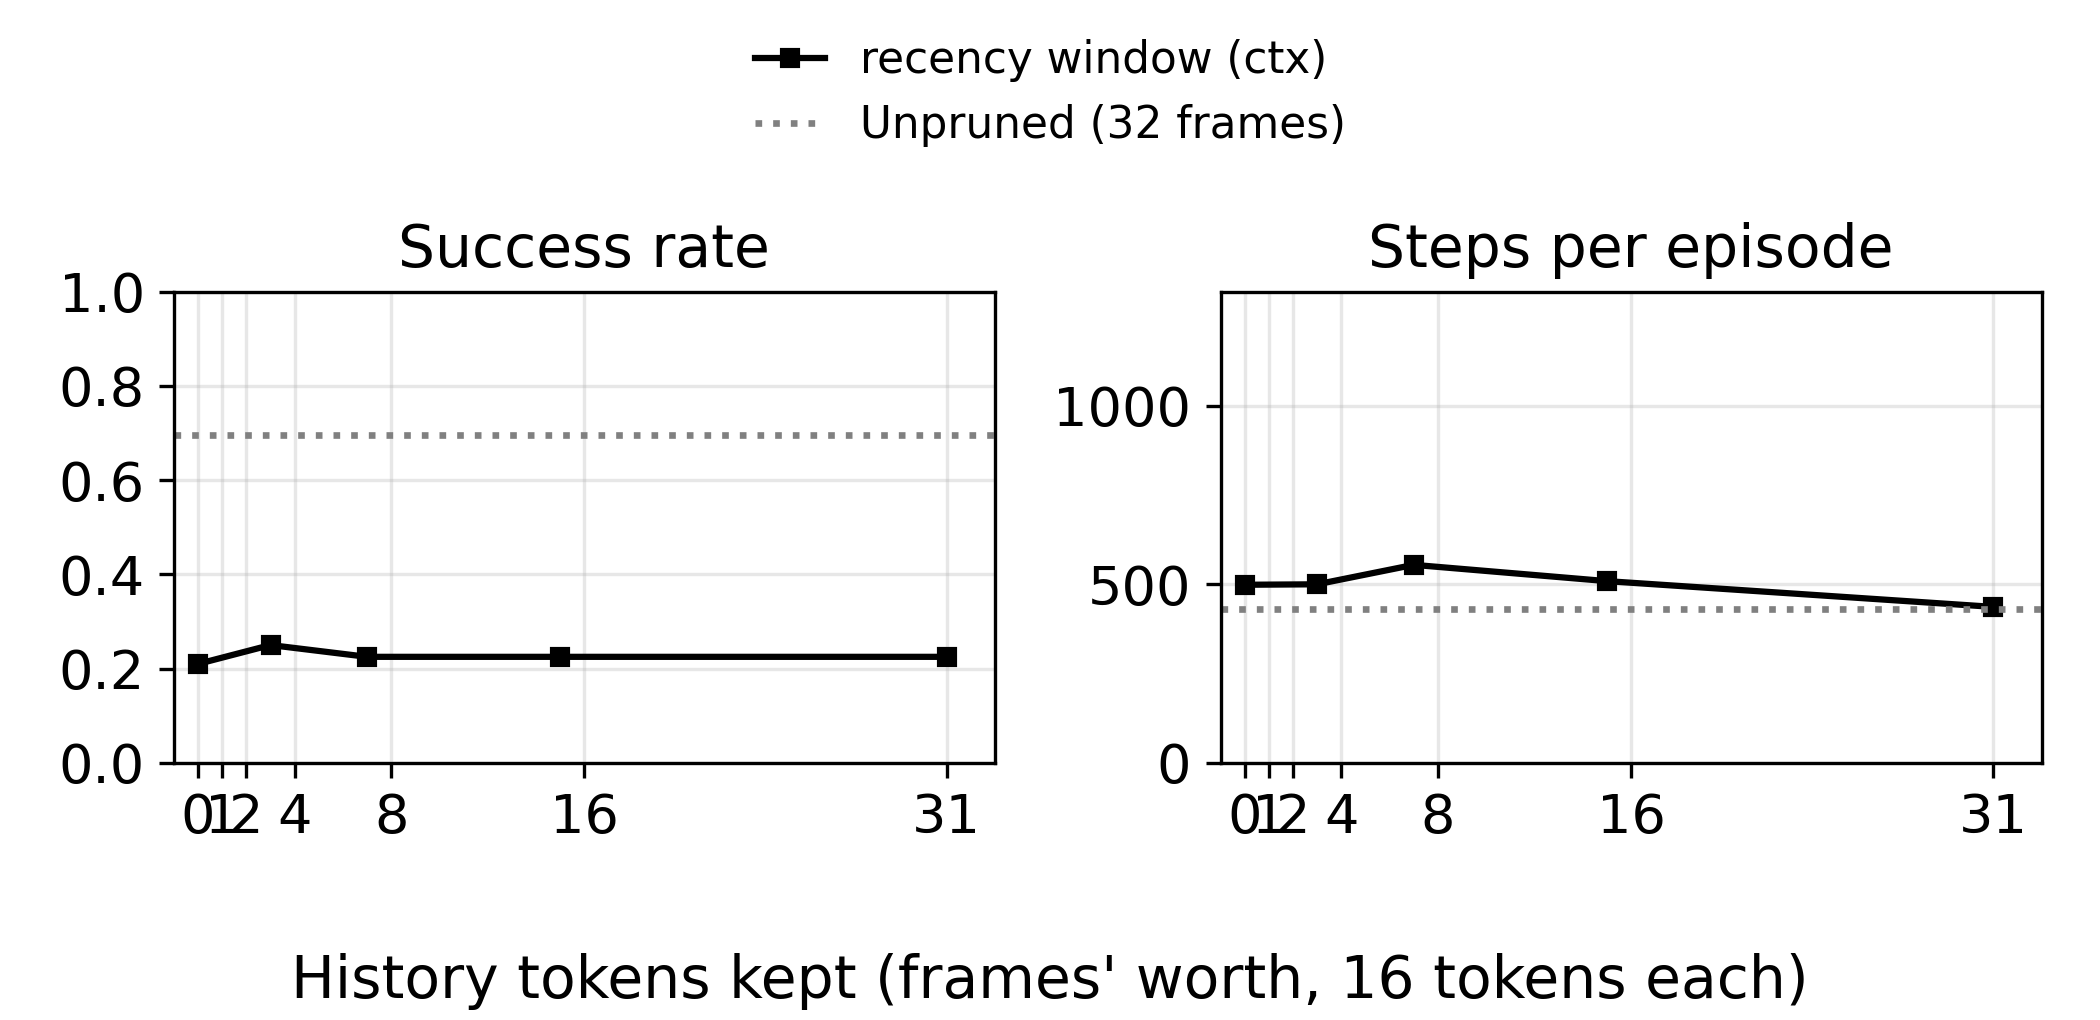 recency window (ctx)
Unpruned (32 frames)
Success rate
1.0
0.8
0.6
0.4
0.2
0.0
0 1 2 4 8 16 31
Steps per episode
1000
500
0
0 1 2 4 8 16 31
History tokens kept (frames' worth, 16 tokens each)